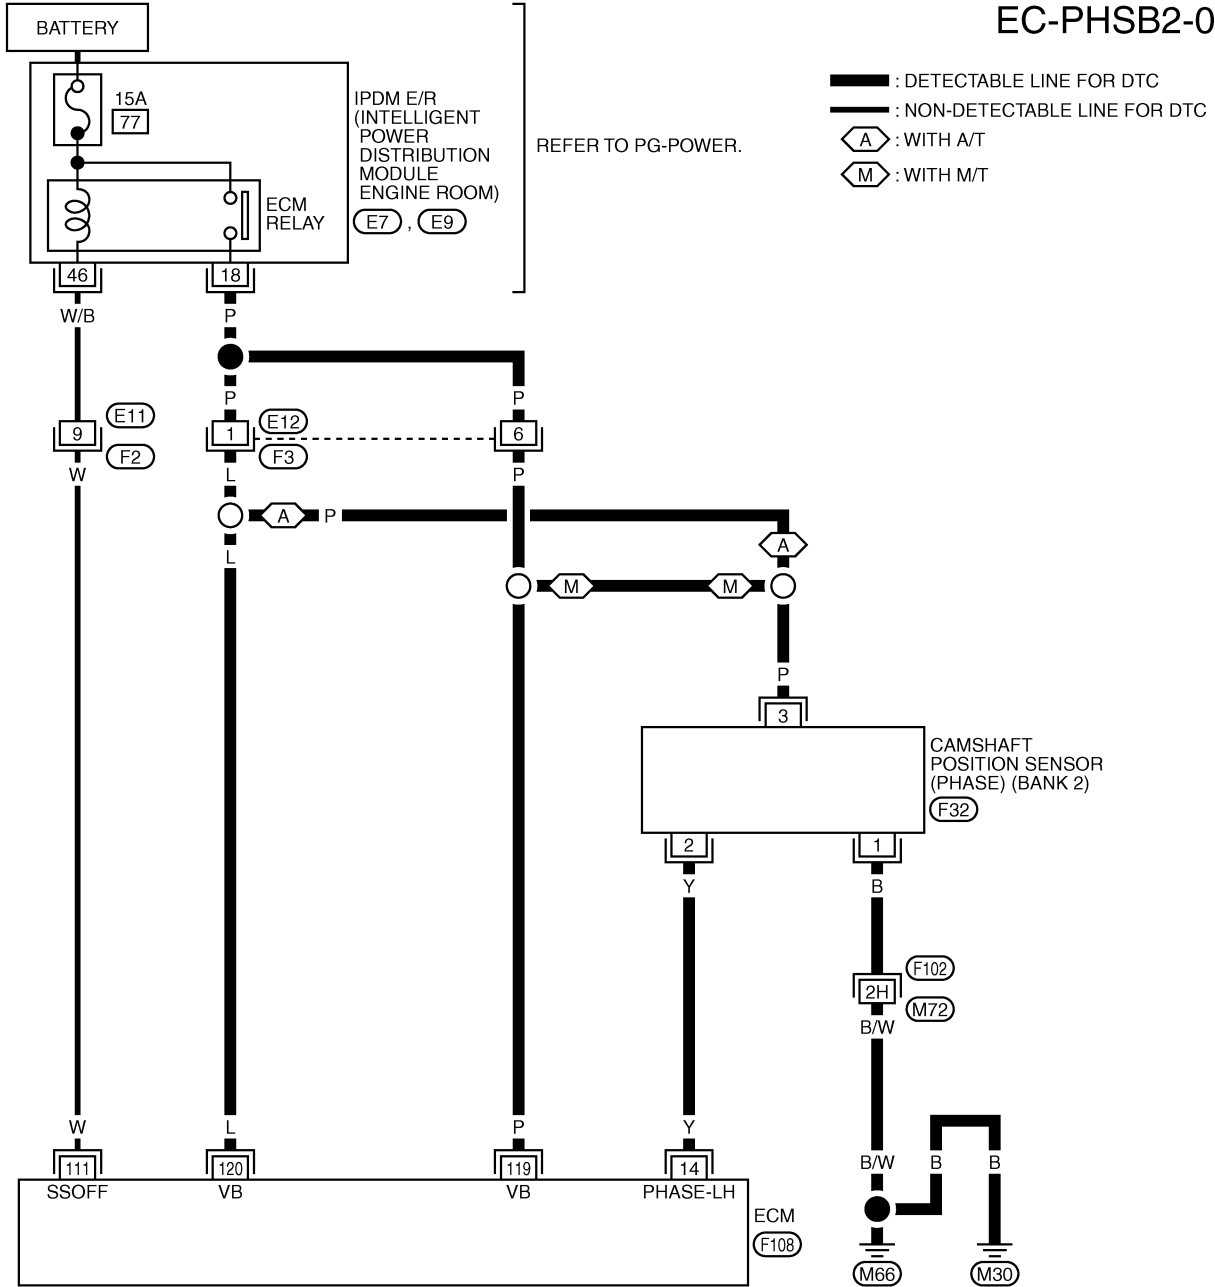 EC-PHSB2-0
BATTERY
: DETECTABLE LINE FOR DTC
: NON-DETECTABLE LINE FOR DTC
A : WITH A/T
M : WITH M/T
15A
77
IPDM E/R
(INTELLIGENT
POWER
DISTRIBUTION
MODULE
ENGINE ROOM)
E7 , E9
REFER TO PG-POWER.
ECM
RELAY
46
18
W/B
P
P
P
9
E11
F2
1
E12
F3
6
W
L
P
A
P
A
L
M
M
P
3
CAMSHAFT
POSITION SENSOR
(PHASE) (BANK 2)
F32
2
1
Y
B
2H
F102
M72
B/W
W
L
P
Y
B/W
B
B
111
120
119
14
SSOFF
VB
VB
PHASE-LH
ECM
F108
M66
M30